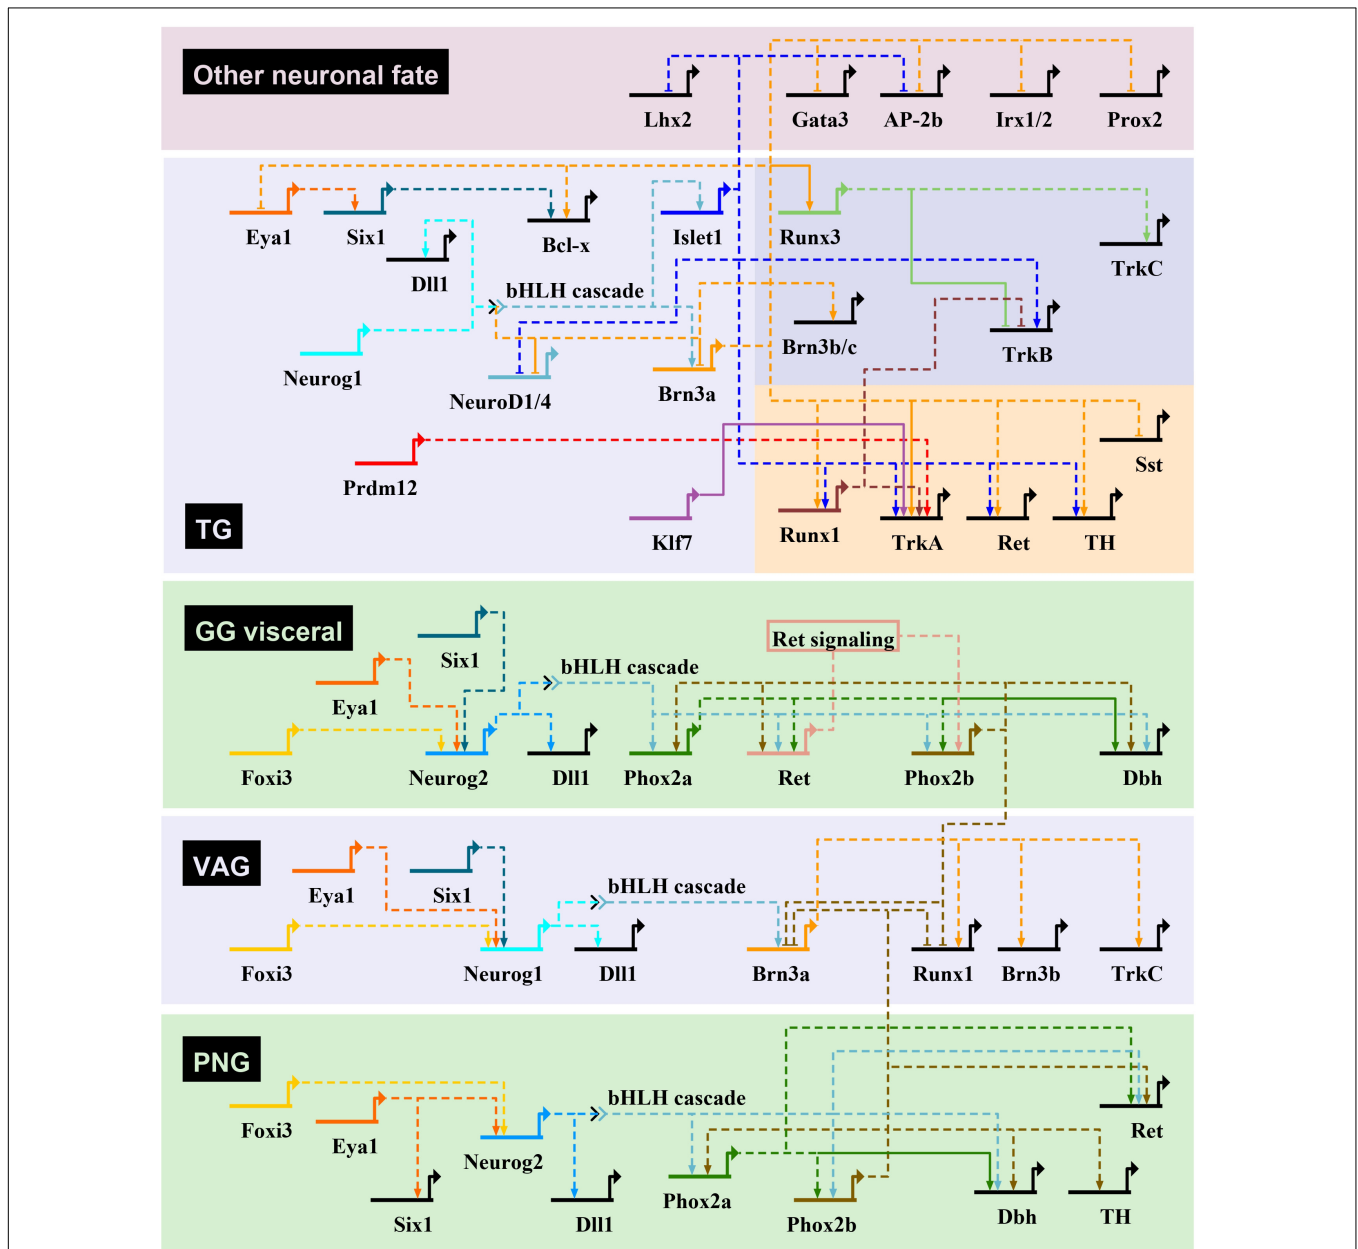 Other neuronal fate
Lhx2
Gata3
AP-2b
Irx1/2
Prox2
Eya1
Six1
Bcl-x
Islet1
Runx3
TrkC
Dll1
bHLH cascade
Brn3b/c
TrkB
Neurog1
NeuroD1/4
Brn3a
Sst
Prdm12
TG
Klf7
Runx1
TrkA
Ret
TH
GG visceral
Six1
Ret signaling
bHLH cascade
Eya1
Foxi3
Neurog2
Dll1
Phox2a
Ret
Phox2b
Dbh
VAG
Eya1
Six1
bHLH cascade
Foxi3
Neurog1
Dll1
Brn3a
Runx1
Brn3b
TrkC
PNG
bHLH cascade
Foxi3
Eya1
Neurog2
Ret
Six1
Dll1
Phox2a
Phox2b
Dbh
TH